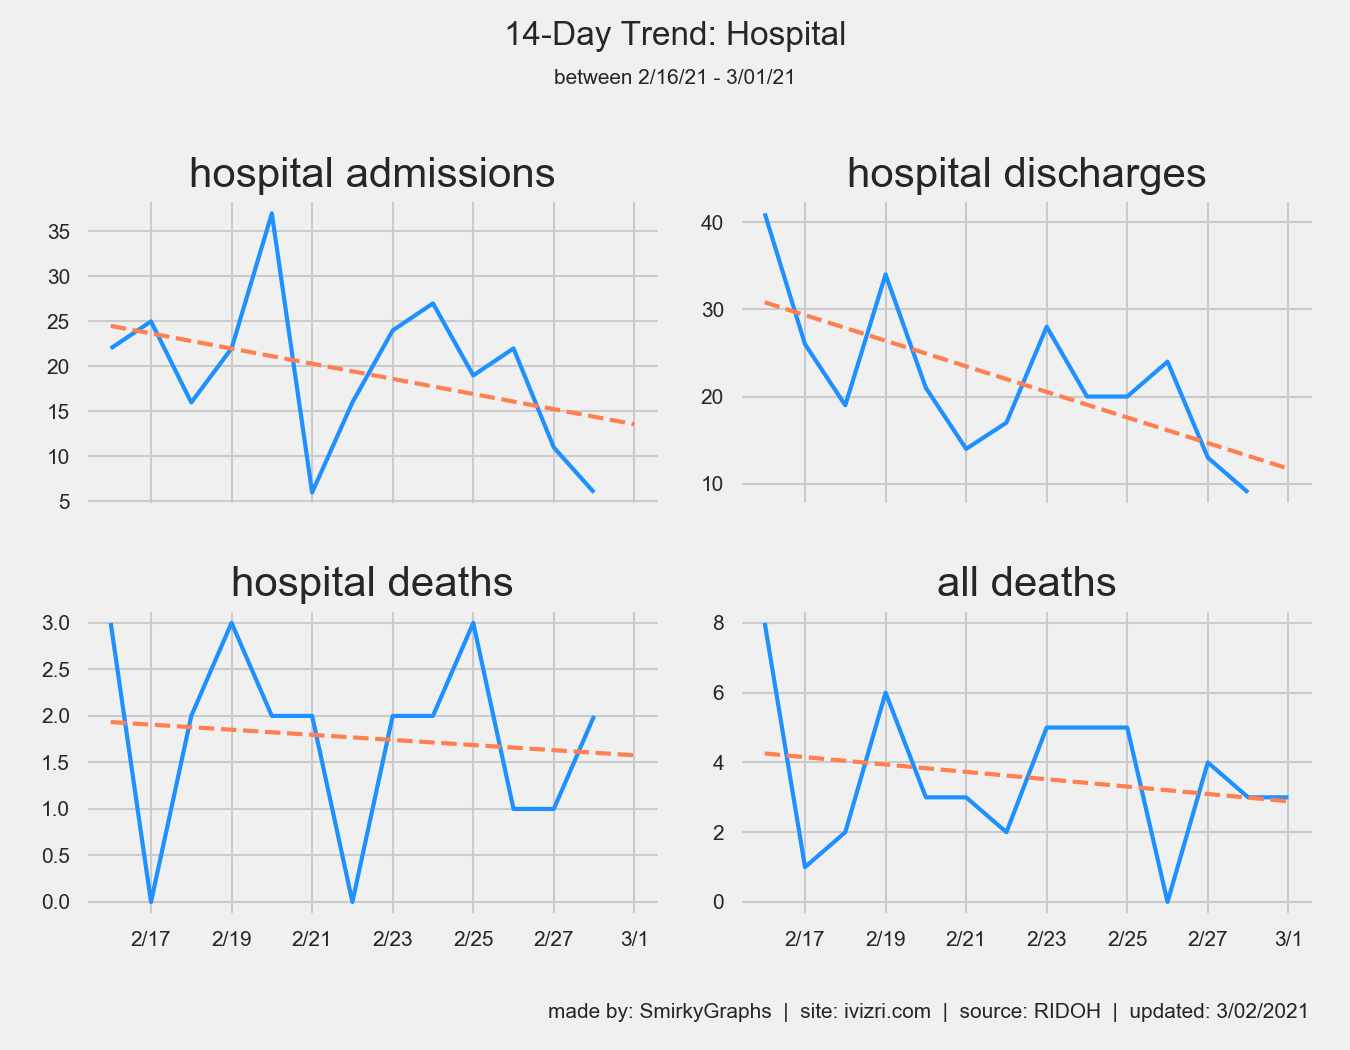 14-Day Trend: Hospital
between 2/16/21 - 3/01/21
hospital admissions
35
30
25
20
15
10
5
hospital discharges
40
30
20
10
hospital deaths
3.0
2.5
2.0
1.5
1.0
0.5
0.0
2/17 2/19 2/21 2/23 2/25 2/27 3/1
all deaths
8
6
4
2
0
2/17 2/19 2/21 2/23 2/25 2/27 3/1
made by: SmirkyGraphs | site: ivizri.com | source: RIDOH | updated: 3/02/2021